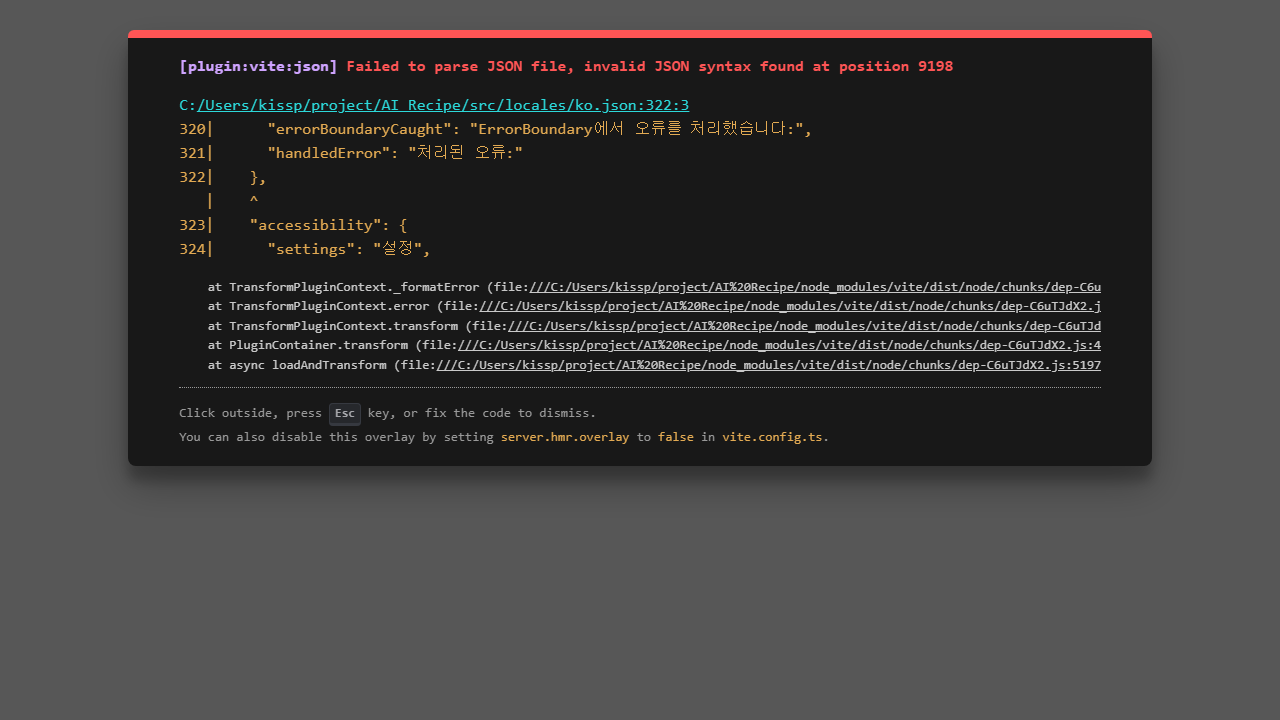 [plugin:vite:json] Failed to parse JSON file, invalid JSON syntax found at position 9198
C:/Users/kissp/project/AI Recipe/src/locales/ko.json:322:3
320|      "errorBoundaryCaught": "ErrorBoundary에서 오류를 처리했습니다:",
321|      "handledError": "처리된 오류:"
322|    },
   |    ^
323|    "accessibility": {
324|      "settings": "설정",
at TransformPluginContext._formatError (file:///C:/Users/kissp/project/AI%20Recipe/node_modules/vite/dist/node/chunks/dep-C6u
at TransformPluginContext.error (file:///C:/Users/kissp/project/AI%20Recipe/node_modules/vite/dist/node/chunks/dep-C6uTJdX2.j
at TransformPluginContext.transform (file:///C:/Users/kissp/project/AI%20Recipe/node_modules/vite/dist/node/chunks/dep-C6uTJd
at PluginContainer.transform (file:///C:/Users/kissp/project/AI%20Recipe/node_modules/vite/dist/node/chunks/dep-C6uTJdX2.js:4
at async loadAndTransform (file:///C:/Users/kissp/project/AI%20Recipe/node_modules/vite/dist/node/chunks/dep-C6uTJdX2.js:5197
Click outside, press Esc key, or fix the code to dismiss.
You can also disable this overlay by setting server.hmr.overlay to false in vite.config.ts.